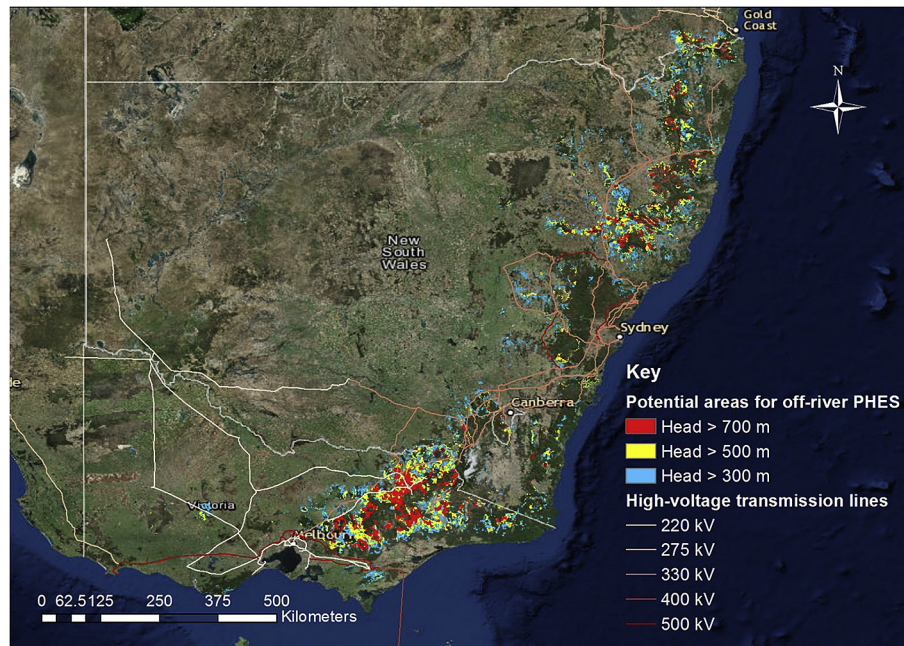 Gold
Coast
N
New
South
Wales
Sydney
Canberra
Victoria
Melbourn
de
Key
Potential areas for off-river PHES
Head > 700 m
Head > 500 m
Head > 300 m
High-voltage transmission lines
220 kV
275 kV
330 kV
400 kV
500 kV
0 62.5125 250 375 500
Kilometers